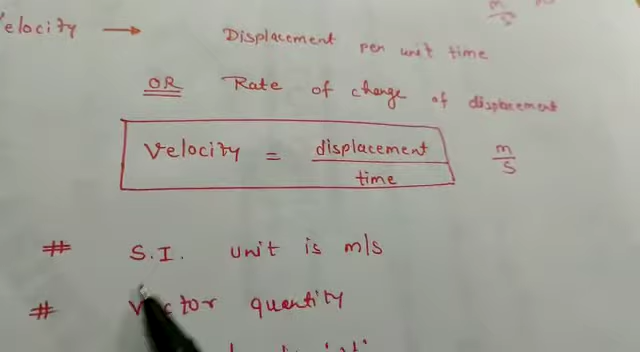 Velocity → Displacement per unit time
OR Rate of change of displacement
Velocity = displacement / time m/s
# S.I. unit is m/s
# Vector quantity